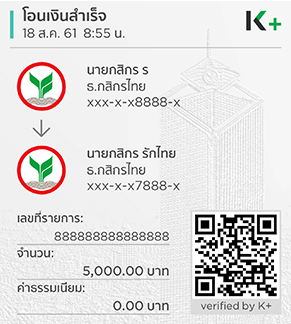 โอนเงินสำเร็จ
18 ส.ค. 61 8:55 น.
K+
นายกสิกร ร
ธ.กสิกรไทย
xxx-x-x8888-x
นายกสิกร รักไทย
ธ.กสิกรไทย
xxx-x-x7888-x
เลขที่รายการ:
888888888888888
จำนวน:
5,000.00 บาท
ค่าธรรมเนียม:
0.00 บาท
verified by K+